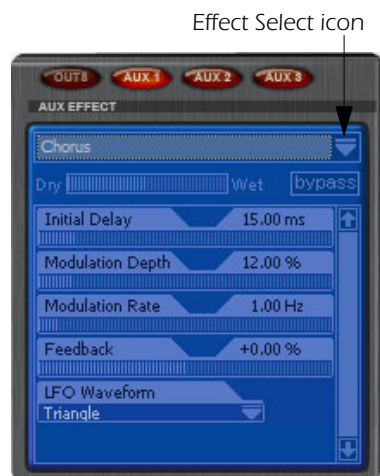 Effect Select icon
OUTS AUX 1 AUX 2 AUX 3
AUX EFFECT
Chorus
Dry Wet bypass
Initial Delay 15.00 ms
Modulation Depth 12.00 %
Modulation Rate 1.00 Hz
Feedback +0.00 %
LFO Waveform
Triangle